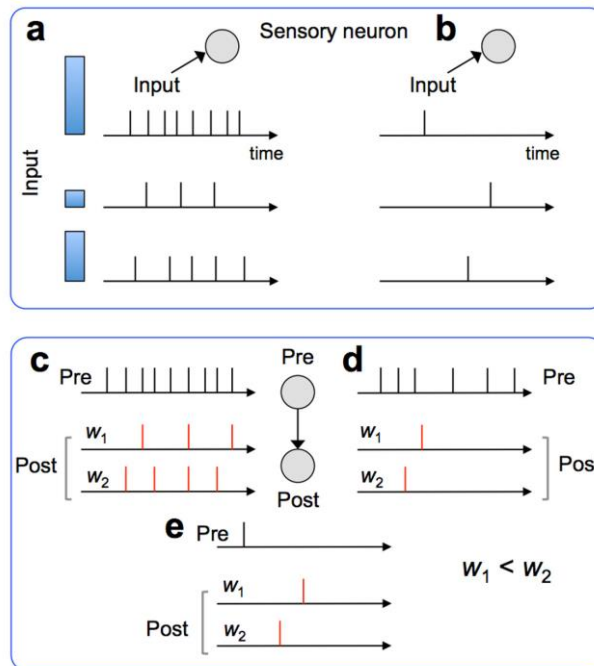 a
Sensory neuron
b
Input
Input
time
time
Input
c
Pre
Pre
d
Pre
w1
w1
Post
Post
w2
w2
Post
e
Pre
w1
w1 < w2
Post
w2